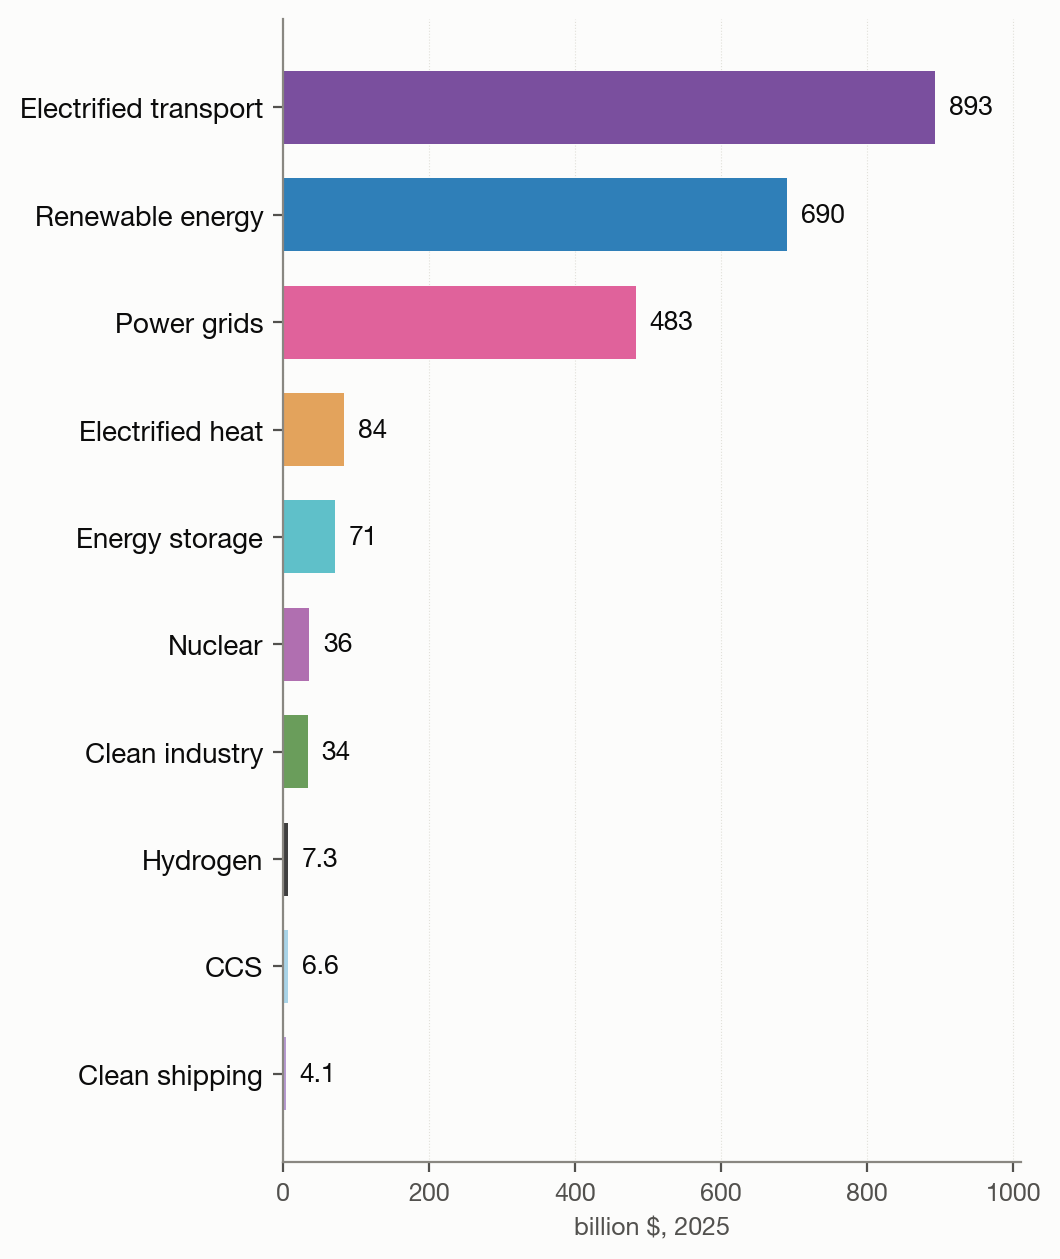 Electrified transport 893
Renewable energy 690
Power grids 483
Electrified heat 84
Energy storage 71
Nuclear 36
Clean industry 34
Hydrogen 7.3
CCS 6.6
Clean shipping 4.1
0 200 400 600 800 1000
billion $, 2025